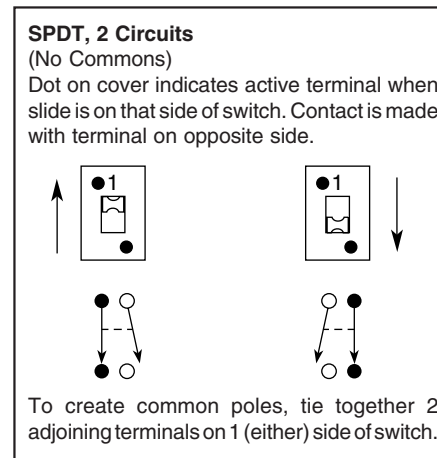 SPDT, 2 Circuits
(No Commons)
Dot on cover indicates active terminal when
slide is on that side of switch. Contact is made
with terminal on opposite side.
1
1
To create common poles, tie together 2
adjoining terminals on 1 (either) side of switch.